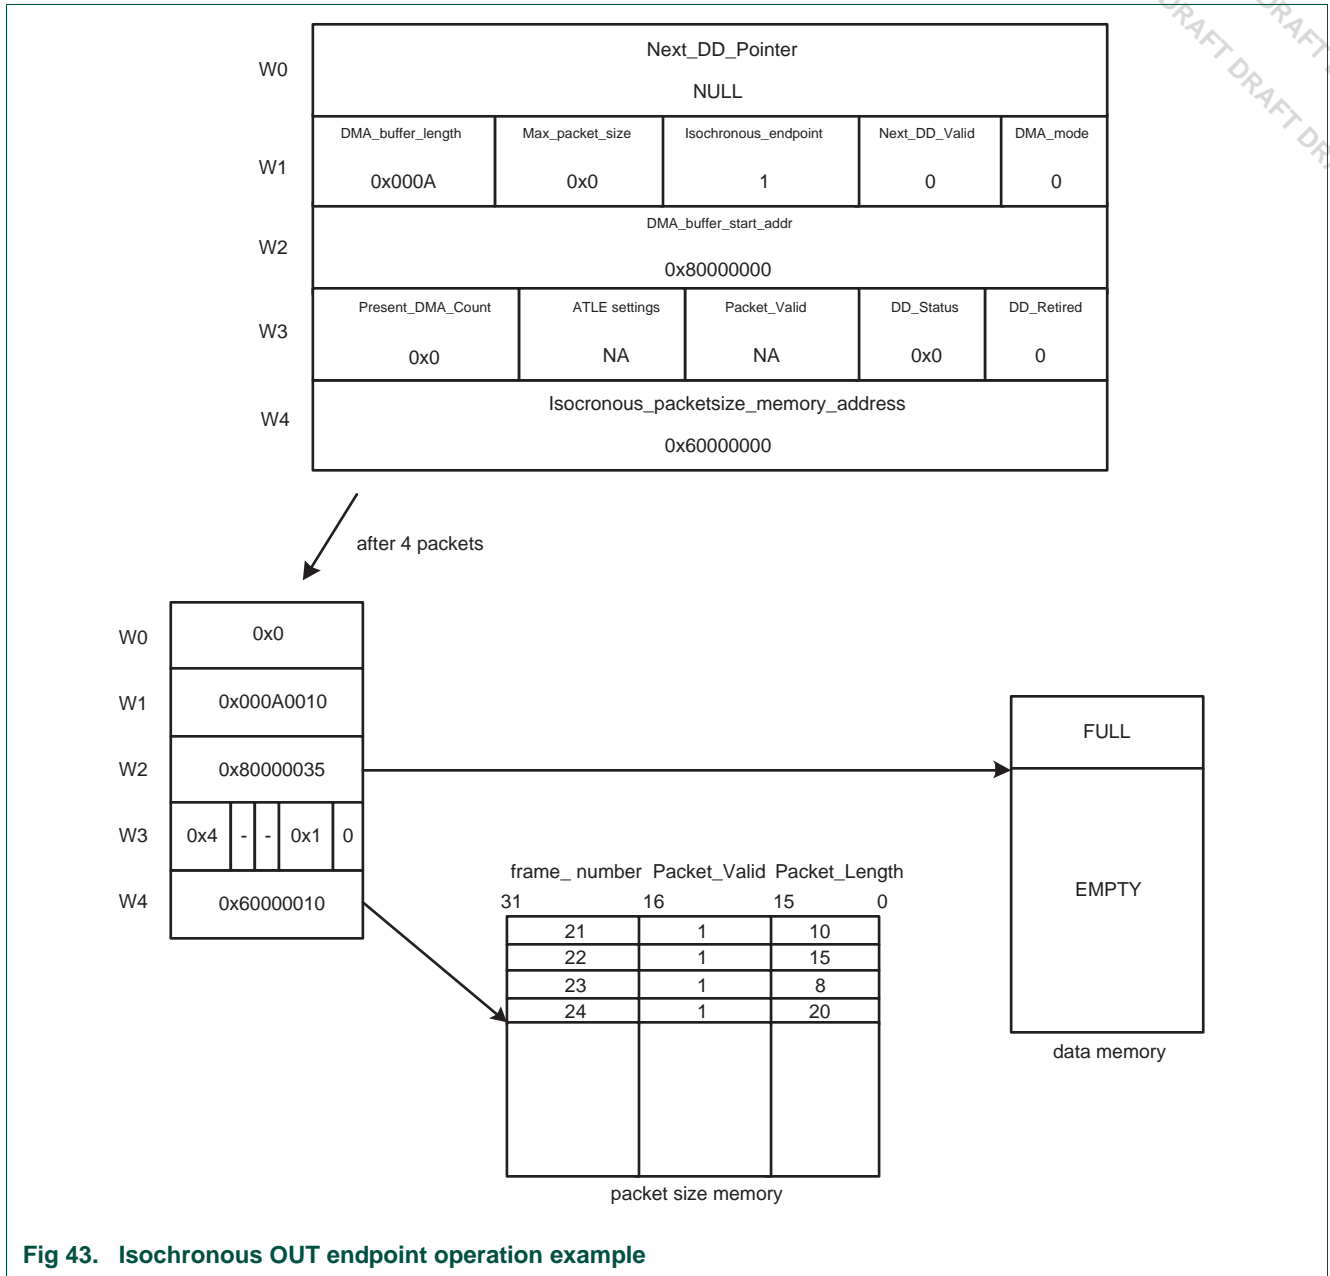 DRAFT DRAFT DRAFT
DRAFT
W0
Next_DD_Pointer
NULL
W1
DMA_buffer_length Max_packet_size Isochronous_endpoint Next_DD_Valid DMA_mode
0x000A 0x0 1 0 0
W2
DMA_buffer_start_addr
0x80000000
W3
Present_DMA_Count ATLE settings Packet_Valid DD_Status DD_Retired
0x0 NA NA 0x0 0
W4
Isocronous_packetsize_memory_address
0x60000000
after 4 packets
W0 0x0
W1 0x000A0010
W2 0x80000035
W3 0x4 - - 0x1 0
W4 0x60000010
FULL
EMPTY
data memory
frame_ number Packet_Valid Packet_Length
31 16 15 0
21 1 10
22 1 15
23 1 8
24 1 20
packet size memory
Fig 43. Isochronous OUT endpoint operation example